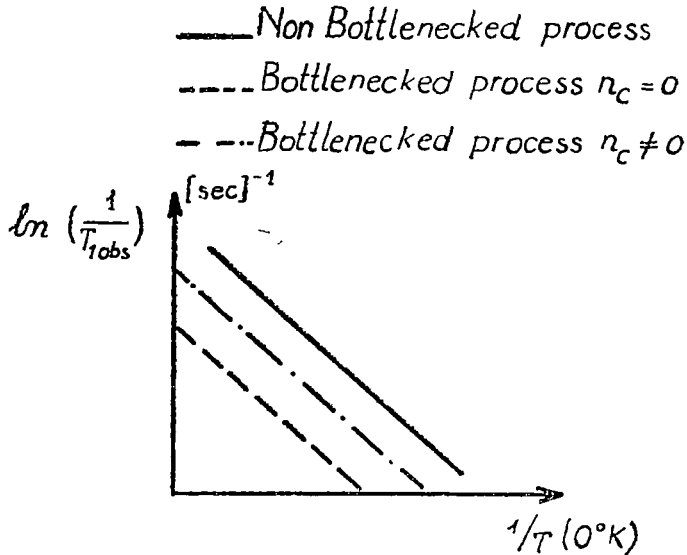 Non Bottlenecked process
Bottlenecked process n_c = 0
Bottlenecked process n_c ≠ 0
[sec]⁻¹
ln (1/T_1obs)
1/T (0°K)